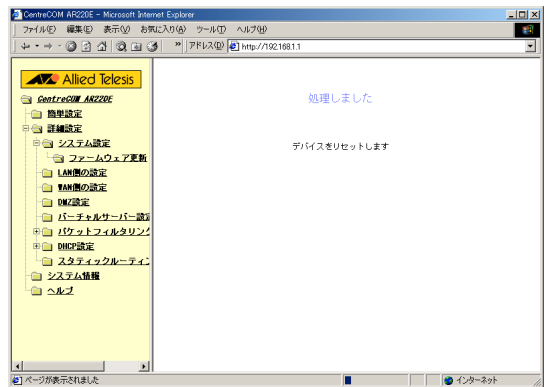 CentreCOM AR220E - Microsoft Internet Explorer
ファイル(F) 編集(E) 表示(V) お気に入り(A) ツール(T) ヘルプ(H)
» アドレス(D) http://192.168.1.1
Allied Telesis
CentreCOM AR220E
簡単設定
詳細設定
システム設定
ファームウェア更新
LAN側の設定
WAN側の設定
DMZ設定
バーチャルサーバー設定
パケットフィルタリング
DHCP設定
スタティックルーティ
システム情報
ヘルプ
処理しました
デバイスをリセットします
ページが表示されました
インターネット